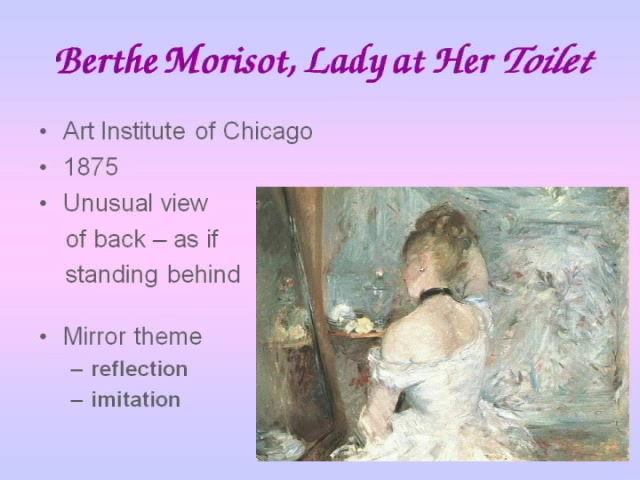 Berthe Morisot, Lady at Her Toilet
• Art Institute of Chicago
• 1875
• Unusual view
of back – as if
standing behind
• Mirror theme
– reflection
– imitation